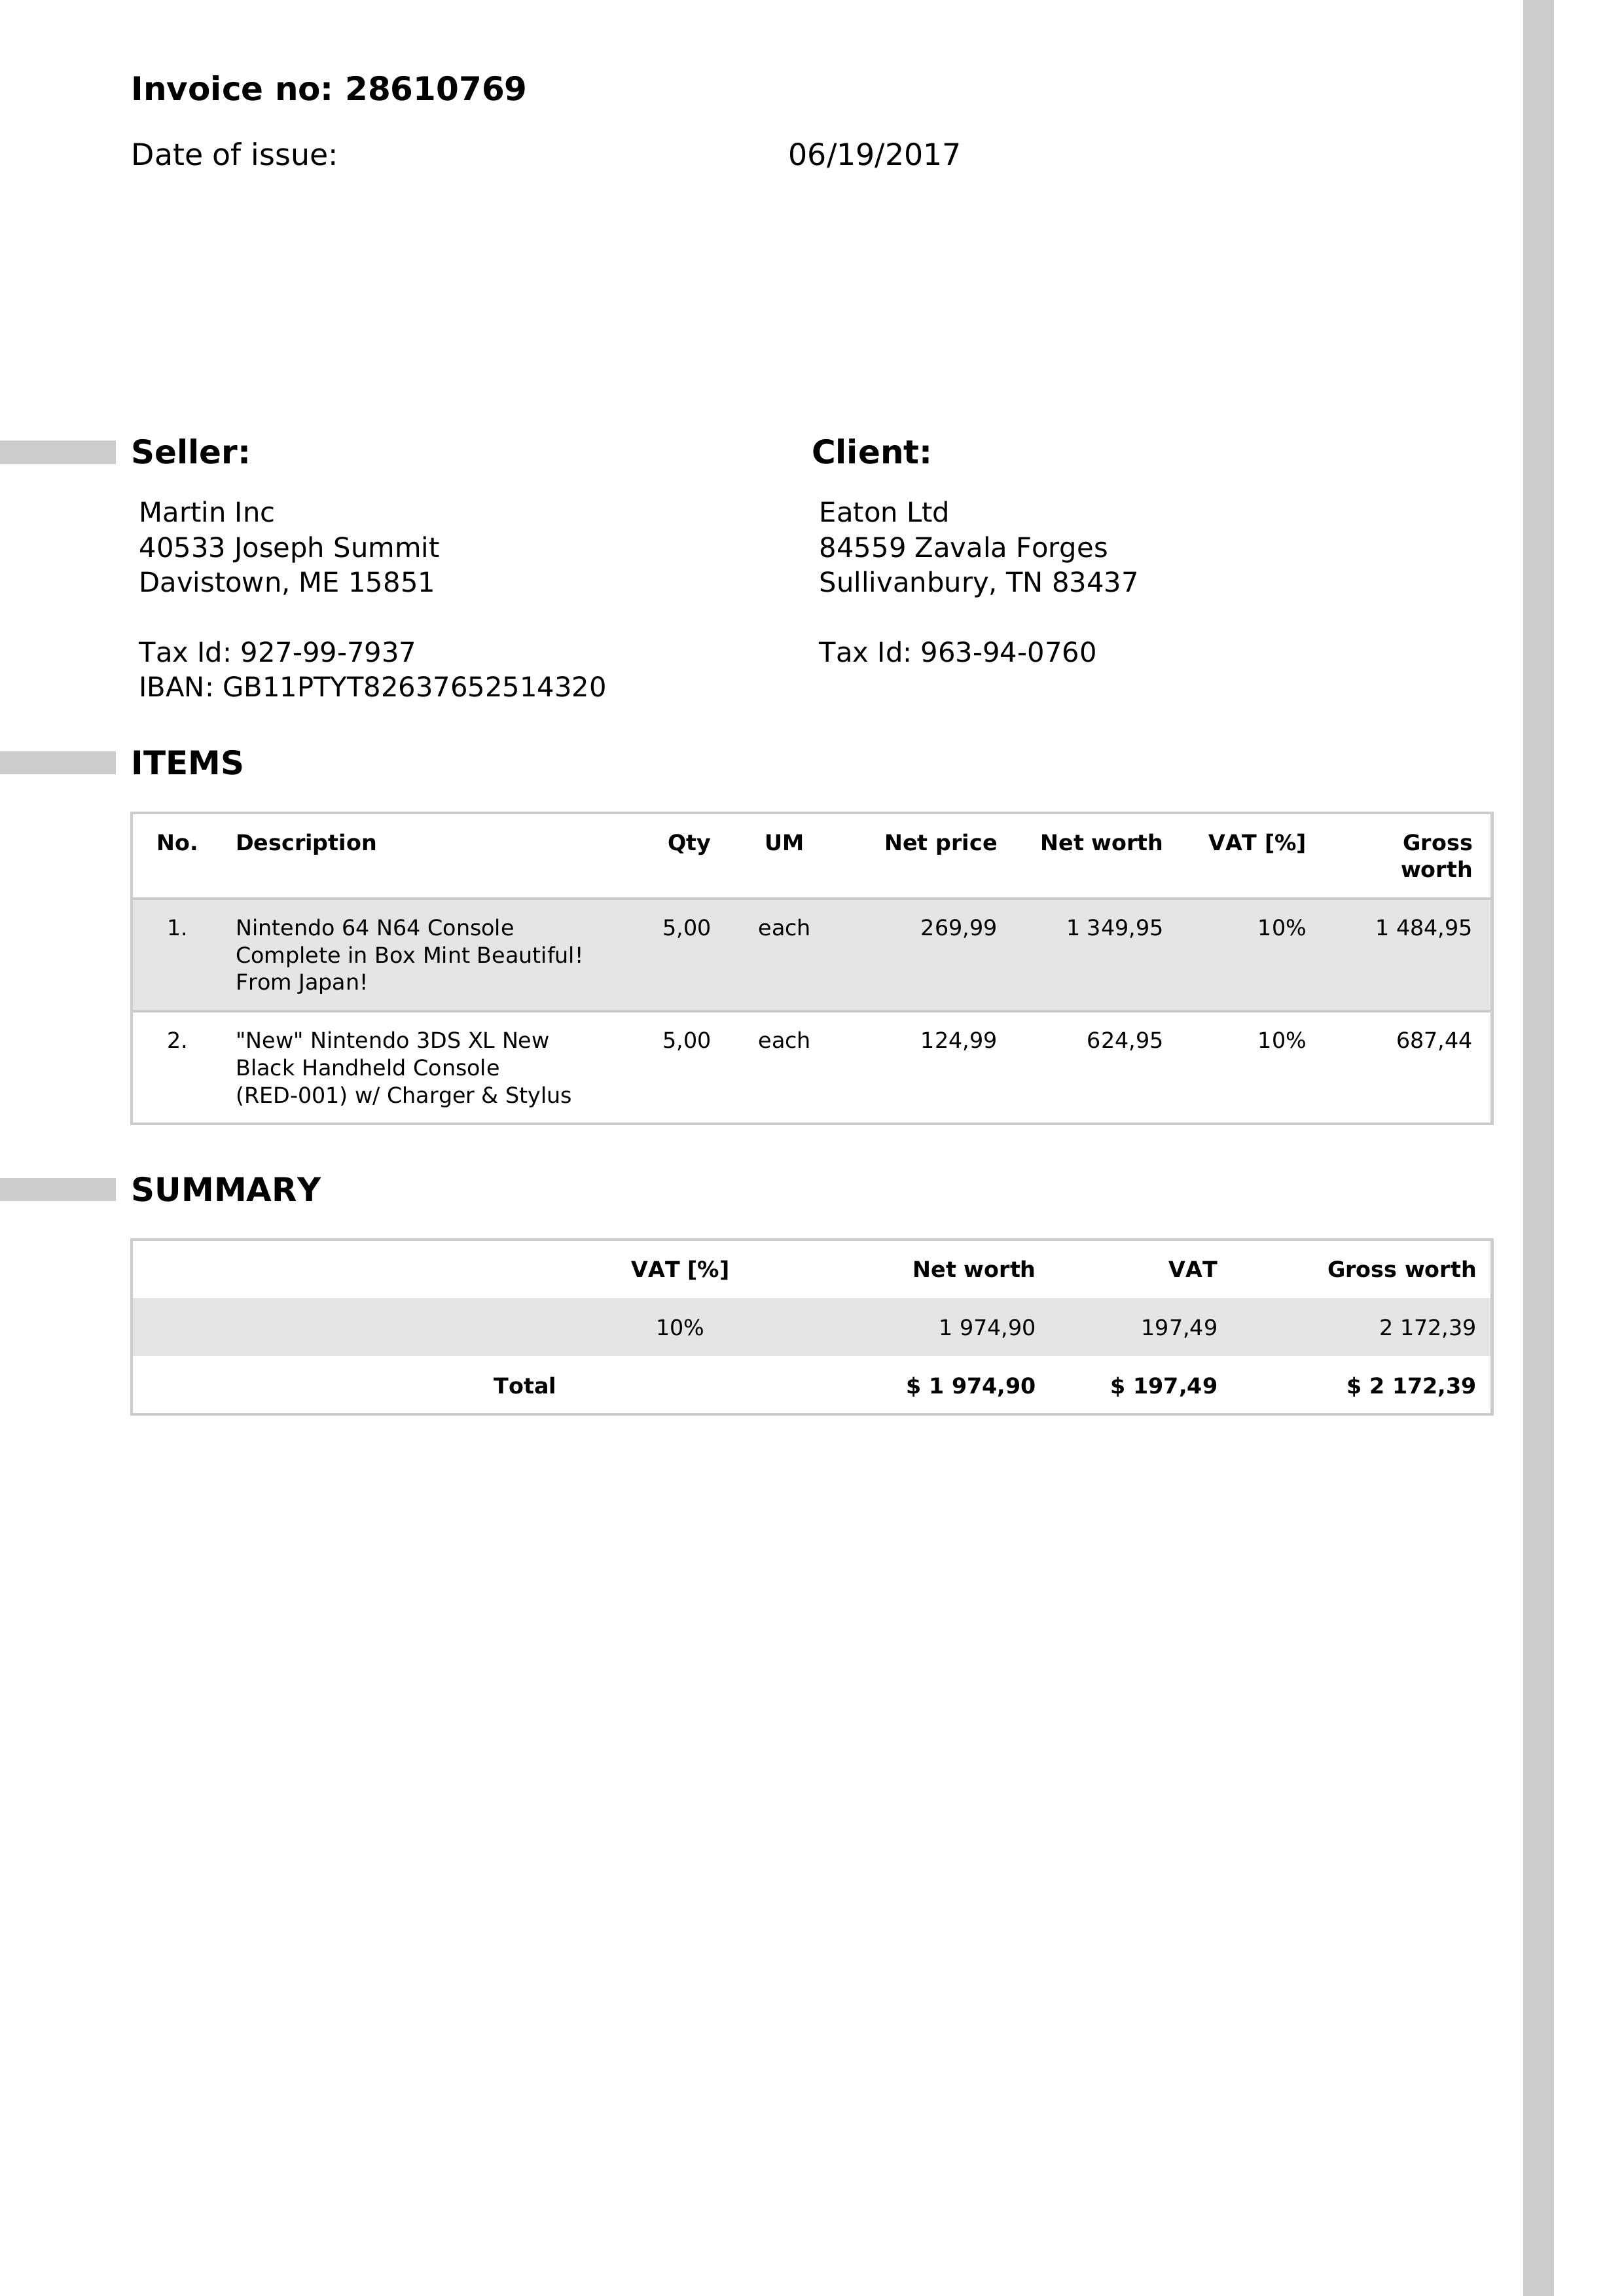 Invoice no: 28610769
Date of issue: 06/19/2017
Seller:
Martin Inc
40533 Joseph Summit
Davistown, ME 15851
Tax Id: 927-99-7937
IBAN: GB11PTYT82637652514320
Client:
Eaton Ltd
84559 Zavala Forges
Sullivanbury, TN 83437
Tax Id: 963-94-0760
ITEMS
No. Description Qty UM Net price Net worth VAT [%] Gross
worth
1. Nintendo 64 N64 Console 5,00 each 269,99 1 349,95 10% 1 484,95
Complete in Box Mint Beautiful!
From Japan!
2. "New" Nintendo 3DS XL New 5,00 each 124,99 624,95 10% 687,44
Black Handheld Console
(RED-001) w/ Charger & Stylus
SUMMARY
VAT [%] Net worth VAT Gross worth
10% 1 974,90 197,49 2 172,39
Total $ 1 974,90 $ 197,49 $ 2 172,39